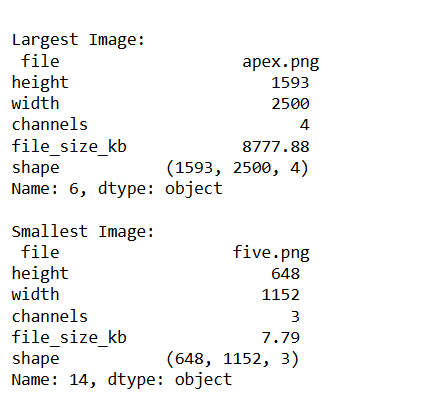 Largest Image:
file apex.png
height 1593
width 2500
channels 4
file_size_kb 8777.88
shape (1593, 2500, 4)
Name: 6, dtype: object
Smallest Image:
file five.png
height 648
width 1152
channels 3
file_size_kb 7.79
shape (648, 1152, 3)
Name: 14, dtype: object